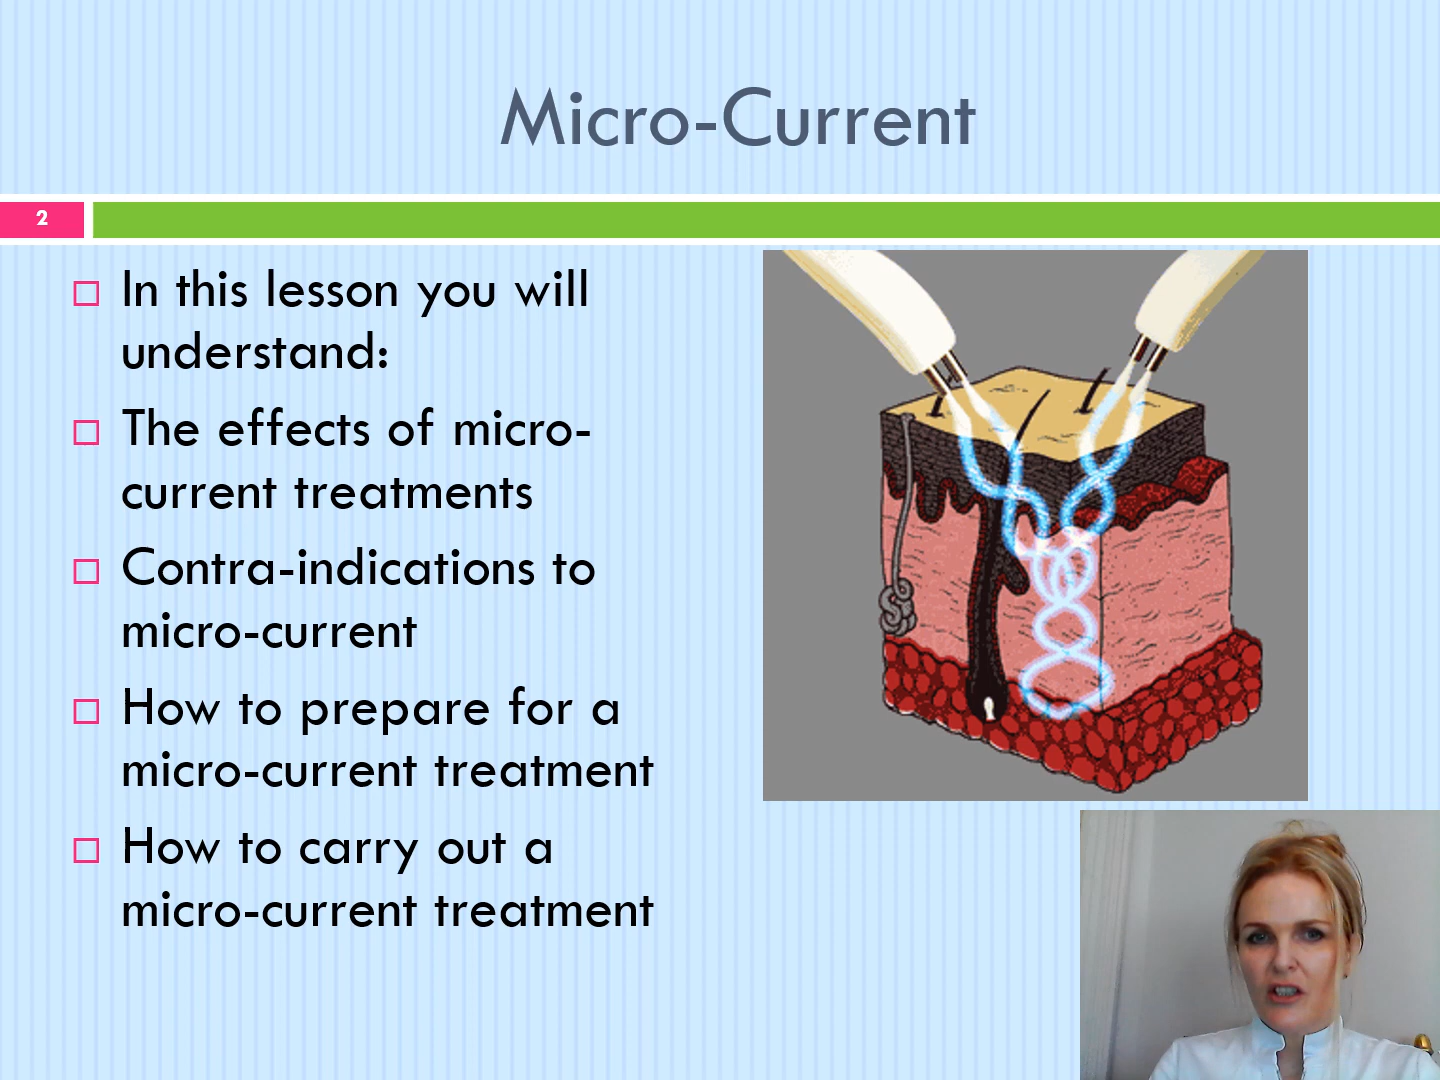 Micro-Current
2
In this lesson you will
understand:
The effects of micro-
current treatments
Contra-indications to
micro-current
How to prepare for a
micro-current treatment
How to carry out a
micro-current treatment